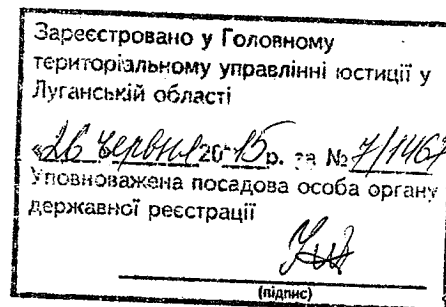 Зареєстровано у Головному
територіальному управлінні юстиції у
Луганській області
«26 червня 2015 р. за № 7/1467
Уповноважена посадова особа органу
державної реєстрації
(підпис)